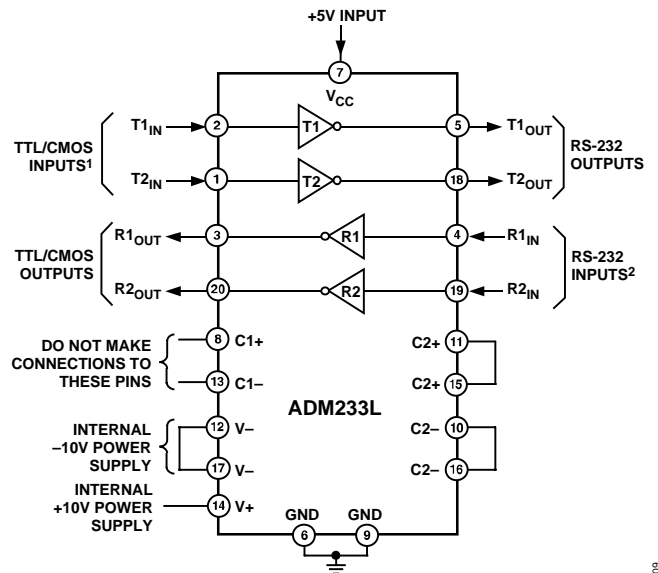 +5V INPUT
7
VCC
TTL/CMOS
INPUTS1
T1IN
2
T1
5
T1OUT
T2IN
1
T2
18
T2OUT
RS-232
OUTPUTS
TTL/CMOS
OUTPUTS
R1OUT
3
R1
4
R1IN
R2OUT
20
R2
19
R2IN
RS-232
INPUTS2
DO NOT MAKE
CONNECTIONS TO
THESE PINS
8
C1+
13
C1–
C2+
11
C2+
15
ADM233L
INTERNAL
–10V POWER
SUPPLY
12
V–
17
V–
C2–
10
C2–
16
INTERNAL
+10V POWER
SUPPLY
14
V+
GND
GND
6
9